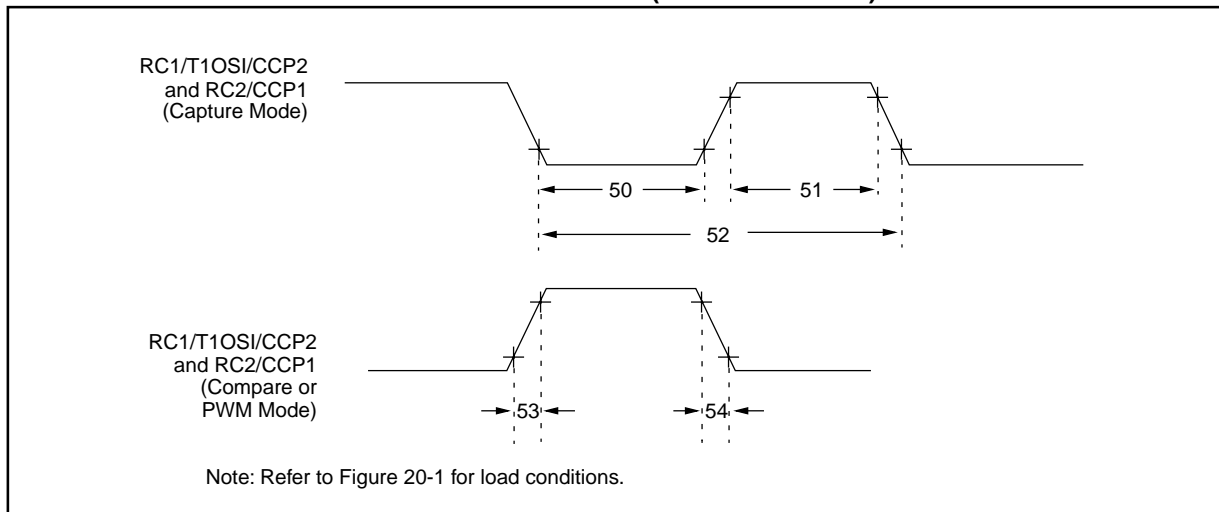 RC1/T1OSI/CCP2
and RC2/CCP1
(Capture Mode)
50
51
52
RC1/T1OSI/CCP2
and RC2/CCP1
(Compare or
PWM Mode)
53
54
Note: Refer to Figure 20-1 for load conditions.